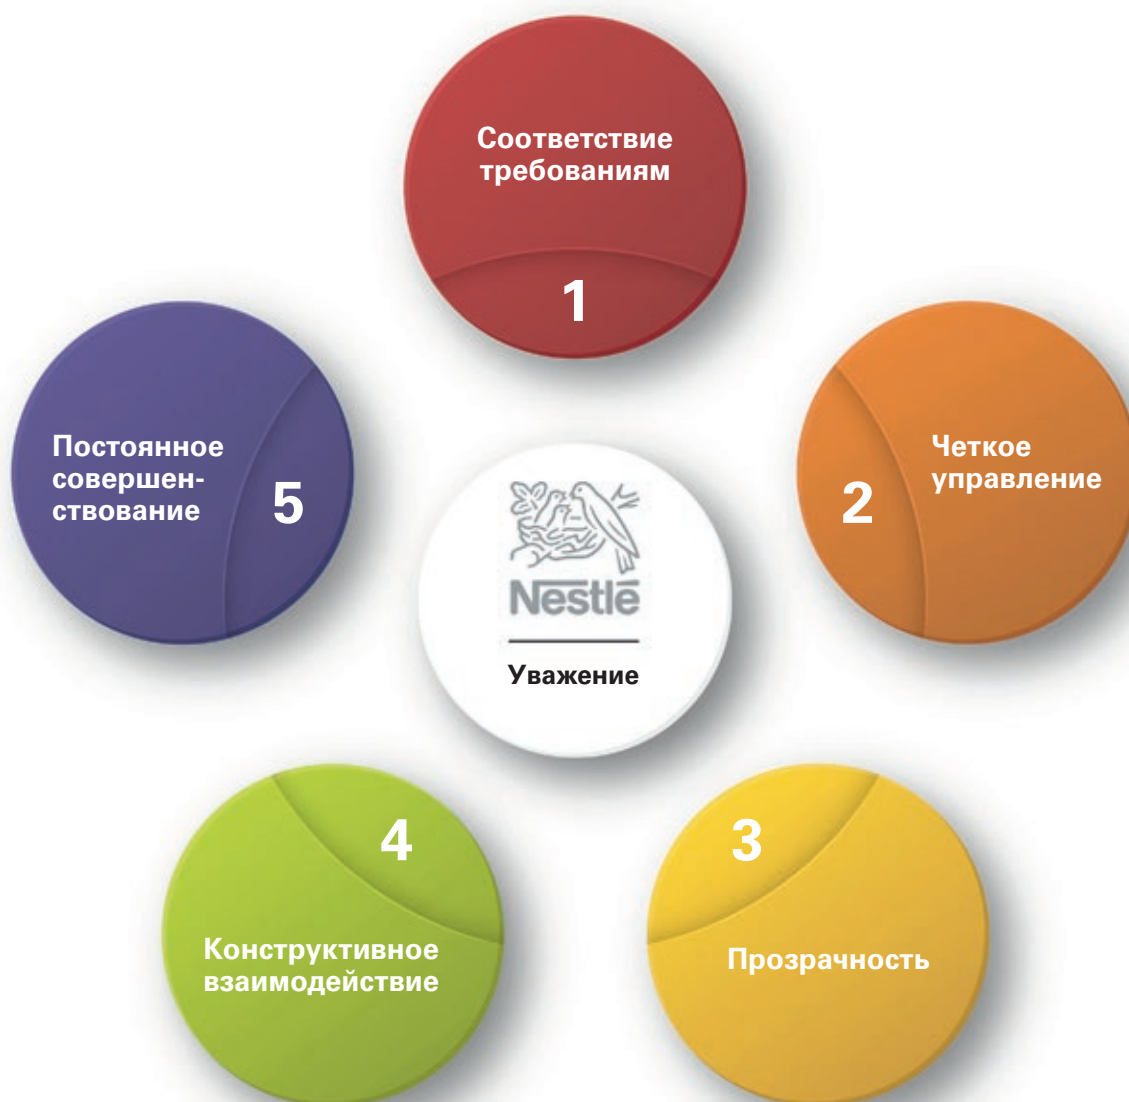 Соответствие
требованиям
1
Четкое
управление
2
3
Прозрачность
4
Конструктивное
взаимодействие
Постоянное
совершен-
ствование
5
Nestlé
Уважение